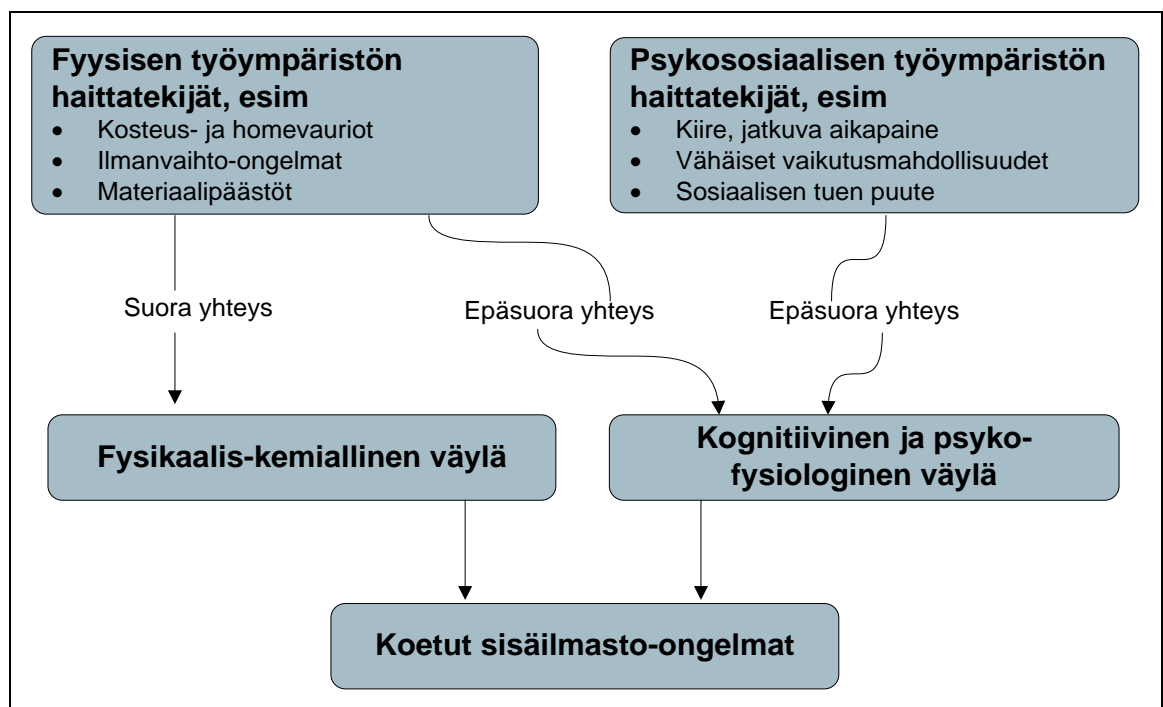 Fyysisen työympäristön
haittatekijät, esim
• Kosteus- ja homevauriot
• Ilmanvaihto-ongelmat
• Materiaalipäästöt
Psykososiaalisen työympäristön
haittatekijät, esim
• Kiire, jatkuva aikapaine
• Vähäiset vaikutusmahdollisuudet
• Sosiaalisen tuen puute
Suora yhteys
Epäsuora yhteys
Epäsuora yhteys
Fysikaalis-kemiallinen väylä
Kognitiivinen ja psyko-
fysiologinen väylä
Koetut sisäilmasto-ongelmat